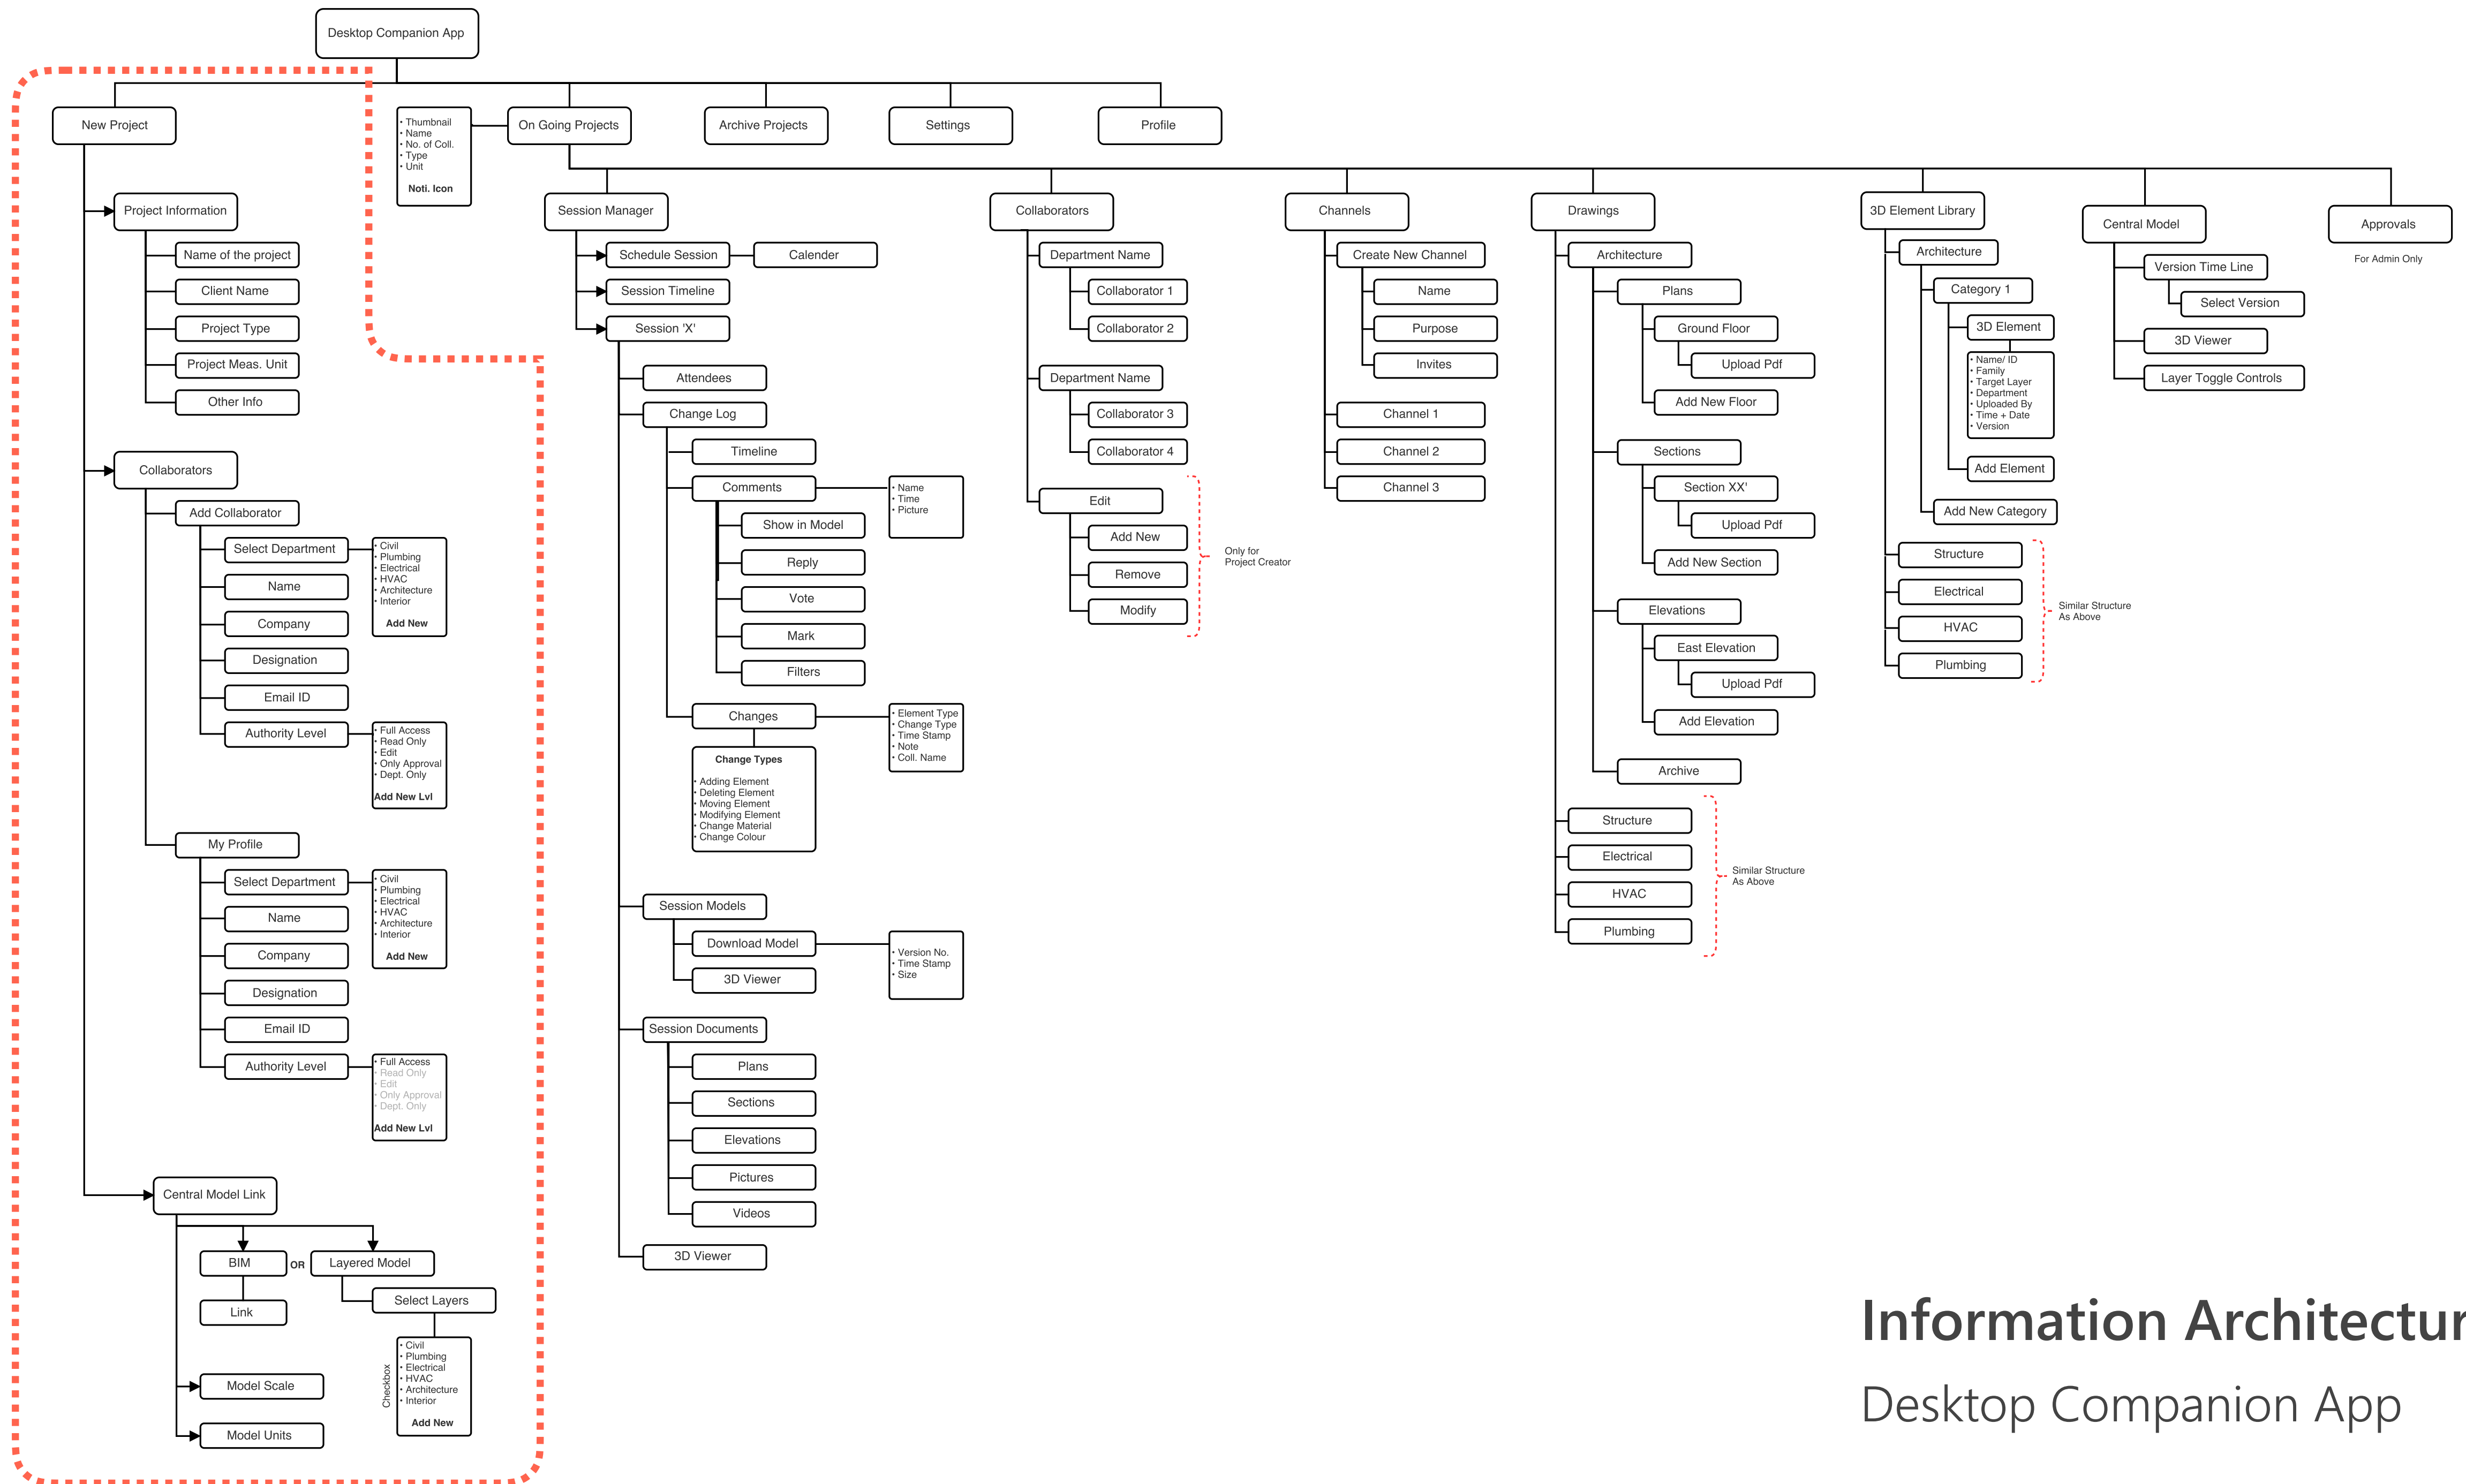 Desktop Companion App
New Project
• Thumbnail
• Name
• No. of Coll.
• Type
• Unit
Noti. Icon
On Going Projects
Archive Projects
Settings
Profile
Project Information
Name of the project
Client Name
Project Type
Project Meas. Unit
Other Info
Collaborators
Add Collaborator
Select Department
• Civil
• Plumbing
• Electrical
• HVAC
• Architecture
• Interior
Add New
Name
Company
Designation
Email ID
Authority Level
• Full Access
• Read Only
• Edit
• Only Approval
• Dept. Only
Add New Lvl
My Profile
Select Department
• Civil
• Plumbing
• Electrical
• HVAC
• Architecture
• Interior
Add New
Name
Company
Designation
Email ID
Authority Level
• Full Access
• Read Only
• Edit
• Only Approval
• Dept. Only
Add New Lvl
Central Model Link
BIM
OR
Layered Model
Link
Select Layers
Checkbox
• Civil
• Plumbing
• Electrical
• HVAC
• Architecture
• Interior
Add New
Model Scale
Model Units
Session Manager
Schedule Session
Calender
Session Timeline
Session 'X'
Attendees
Change Log
Timeline
Comments
• Name
• Time
• Picture
Show in Model
Reply
Vote
Mark
Filters
Changes
• Element Type
• Change Type
• Time Stamp
• Note
• Coll. Name
Change Types
• Adding Element
• Deleting Element
• Moving Element
• Modifying Element
• Change Material
• Change Colour
Session Models
Download Model
• Version No.
• Time Stamp
• Size
3D Viewer
Session Documents
Plans
Sections
Elevations
Pictures
Videos
3D Viewer
Collaborators
Department Name
Collaborator 1
Collaborator 2
Department Name
Collaborator 3
Collaborator 4
Edit
Add New
Remove
Modify
Only for
Project Creator
Channels
Create New Channel
Name
Purpose
Invites
Channel 1
Channel 2
Channel 3
Drawings
Architecture
Plans
Ground Floor
Upload Pdf
Add New Floor
Sections
Section XX'
Upload Pdf
Add New Section
Elevations
East Elevation
Upload Pdf
Add Elevation
Archive
Structure
Electrical
HVAC
Plumbing
Similar Structure
As Above
3D Element Library
Architecture
Category 1
3D Element
• Name/ ID
• Family
• Target Layer
• Department
• Uploaded By
• Time + Date
• Version
Add Element
Add New Category
Structure
Electrical
HVAC
Plumbing
Similar Structure
As Above
Central Model
Version Time Line
Select Version
3D Viewer
Layer Toggle Controls
Approvals
For Admin Only
Information Architectur
Desktop Companion App